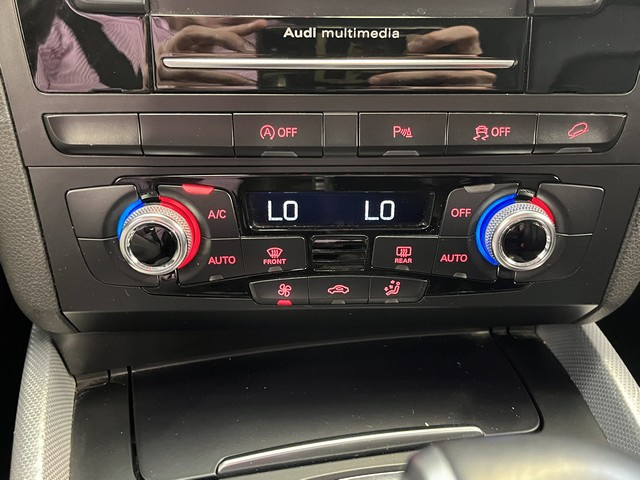 Audi multimedia
A OFF
P
OFF
A/C
LO
LO
OFF
AUTO
FRONT
REAR
AUTO